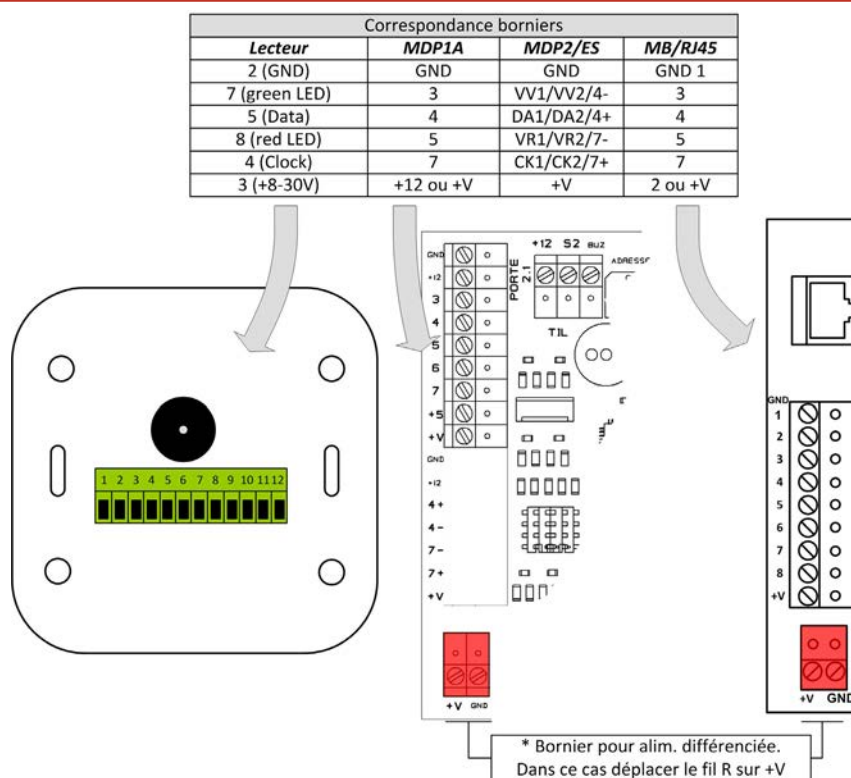 Correspondance borniers
Lecteur MDP1A MDP2/ES MB/RJ45
2 (GND) GND GND GND 1
7 (green LED) 3 VV1/VV2/4- 3
5 (Data) 4 DA1/DA2/4+ 4
8 (red LED) 5 VR1/VR2/7- 5
4 (Clock) 7 CK1/CK2/7+ 7
3 (+8-30V) +12 ou +V +V 2 ou +V
1 2 3 4 5 6 7 8 9 10 11 12
GND
+12
3
4
5
6
7
+5
+V
GND
+12
4+
4-
7-
7+
+V
PORTE
2.1
+12 S2 BUZ
TIL
+V GND
GND
1
2
3
4
5
6
7
8
+V
+V GND
* Bornier pour alim. différenciée.
Dans ce cas déplacer le fil R sur +V